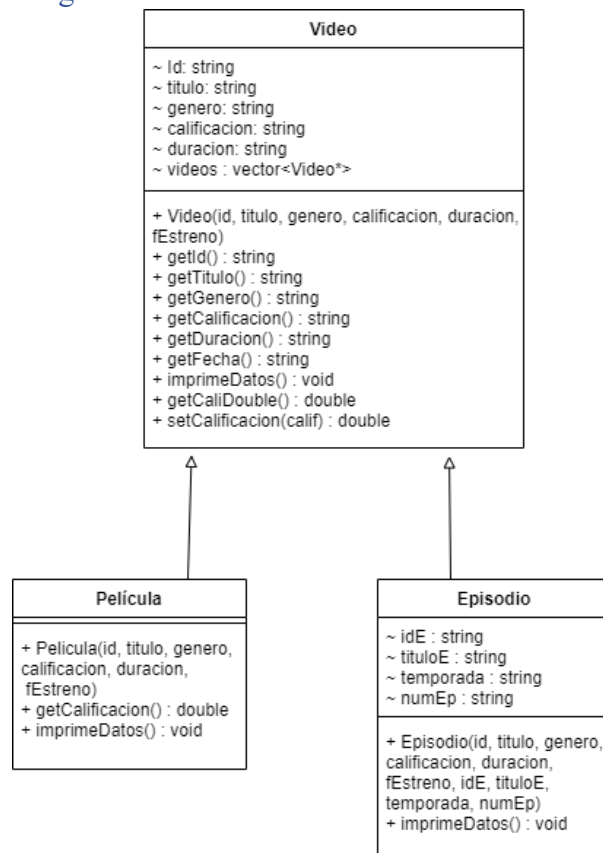 Video
~ Id: string
~ titulo: string
~ genero: string
~ calificacion: string
~ duracion: string
~ videos : vector<Video*>
+ Video(id, titulo, genero, calificacion, duracion,
fEstreno)
+ getId() : string
+ getTitulo() : string
+ getGenero() : string
+ getCalificacion() : string
+ getDuracion() : string
+ getFecha() : string
+ imprimeDatos() : void
+ getCaliDouble() : double
+ setCalificacion(calif) : double
Película
+ Pelicula(id, titulo, genero,
calificacion, duracion,
fEstreno)
+ getCalificacion() : double
+ imprimeDatos() : void
Episodio
~ idE : string
~ tituloE : string
~ temporada : string
~ numEp : string
+ Episodio(id, titulo, genero,
calificacion, duracion,
fEstreno, idE, tituloE,
temporada, numEp)
+ imprimeDatos() : void